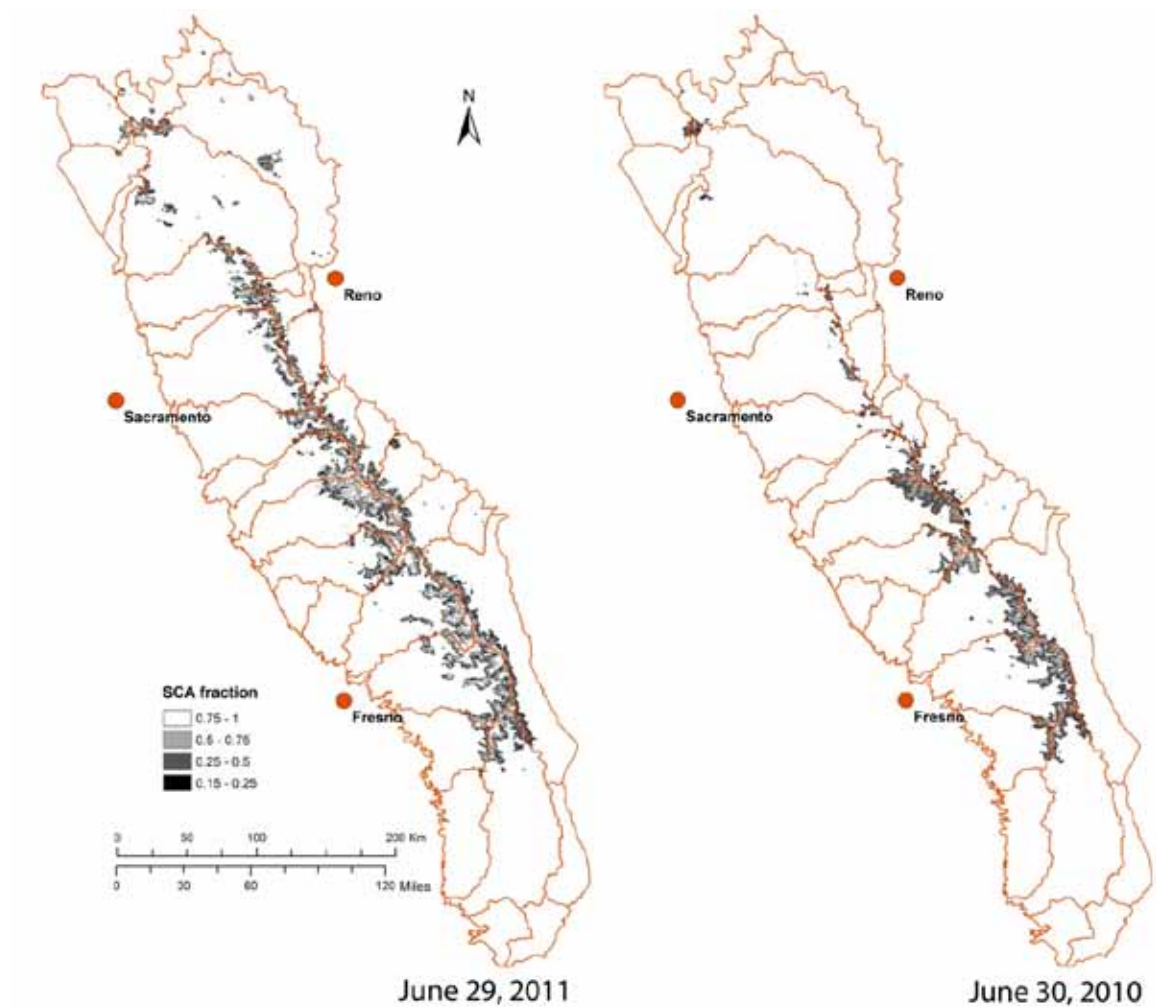 N
Reno
Reno
Sacramento
Sacramento
SCA fraction
0.75 - 1
0.5 - 0.75
0.25 - 0.5
0.15 - 0.25
Fresno
Fresno
0 50 100 200 Km
0 30 60 120 Miles
June 29, 2011
June 30, 2010